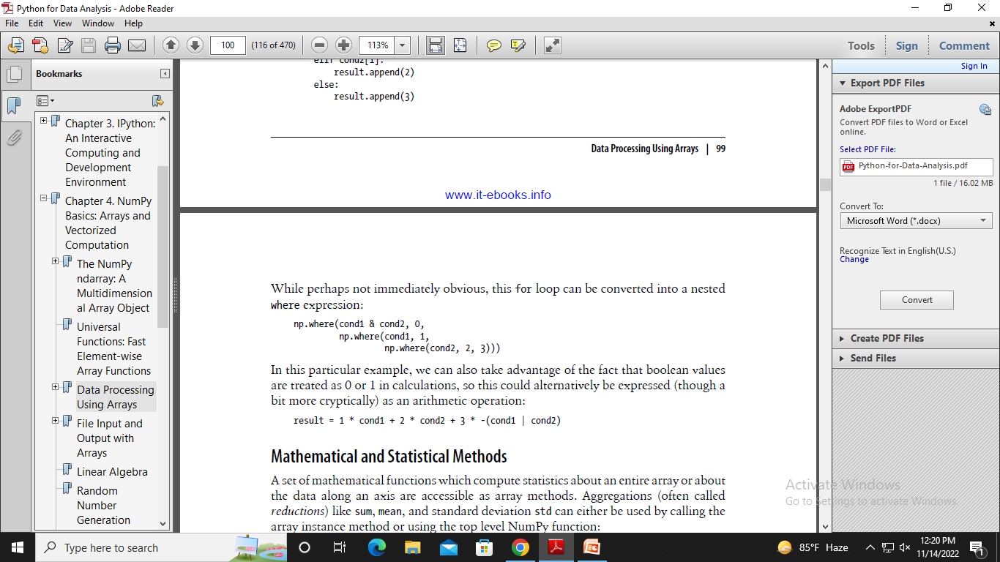 Python for Data Analysis - Adobe Reader
File Edit View Window Help
100 (116 of 470) 113% Tools Sign Comment
Bookmarks
Chapter 3. IPython:
An Interactive
Computing and
Development
Environment
Chapter 4. NumPy
Basics: Arrays and
Vectorized
Computation
The NumPy
ndarray: A
Multidimension
al Array Object
Universal
Functions: Fast
Element-wise
Array Functions
Data Processing
Using Arrays
File Input and
Output with
Arrays
Linear Algebra
Random
Number
Generation
elif cond2[i]:
result.append(2)
else:
result.append(3)
Data Processing Using Arrays | 99
www.it-ebooks.info
While perhaps not immediately obvious, this for loop can be converted into a nested
where expression:
np.where(cond1 & cond2, 0,
np.where(cond1, 1,
np.where(cond2, 2, 3)))
In this particular example, we can also take advantage of the fact that boolean values
are treated as 0 or 1 in calculations, so this could alternatively be expressed (though a
bit more cryptically) as an arithmetic operation:
result = 1 * cond1 + 2 * cond2 + 3 * -(cond1 | cond2)
Mathematical and Statistical Methods
A set of mathematical functions which compute statistics about an entire array or about
the data along an axis are accessible as array methods. Aggregations (often called
reductions) like sum, mean, and standard deviation std can either be used by calling the
array instance method or using the top level NumPy function:
Sign In
Export PDF Files
Adobe ExportPDF
Convert PDF files to Word or Excel
online.
Select PDF File:
PDF Python-for-Data-Analysis.pdf
1 file / 16.02 MB
Convert To:
Microsoft Word (*.docx)
Recognize Text in English(U.S.)
Change
Convert
Create PDF Files
Send Files
Activate Windows
Go to Settings to activate Windows.
Type here to search
85°F Haze
12:20 PM
11/14/2022
1